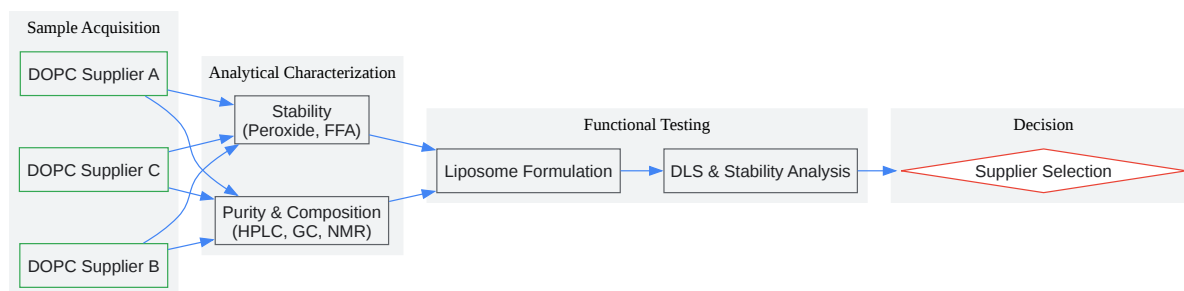 Sample Acquisition
DOPC Supplier A
DOPC Supplier C
DOPC Supplier B
Analytical Characterization
Stability
(Peroxide, FFA)
Purity & Composition
(HPLC, GC, NMR)
Functional Testing
Liposome Formulation
DLS & Stability Analysis
Decision
Supplier Selection